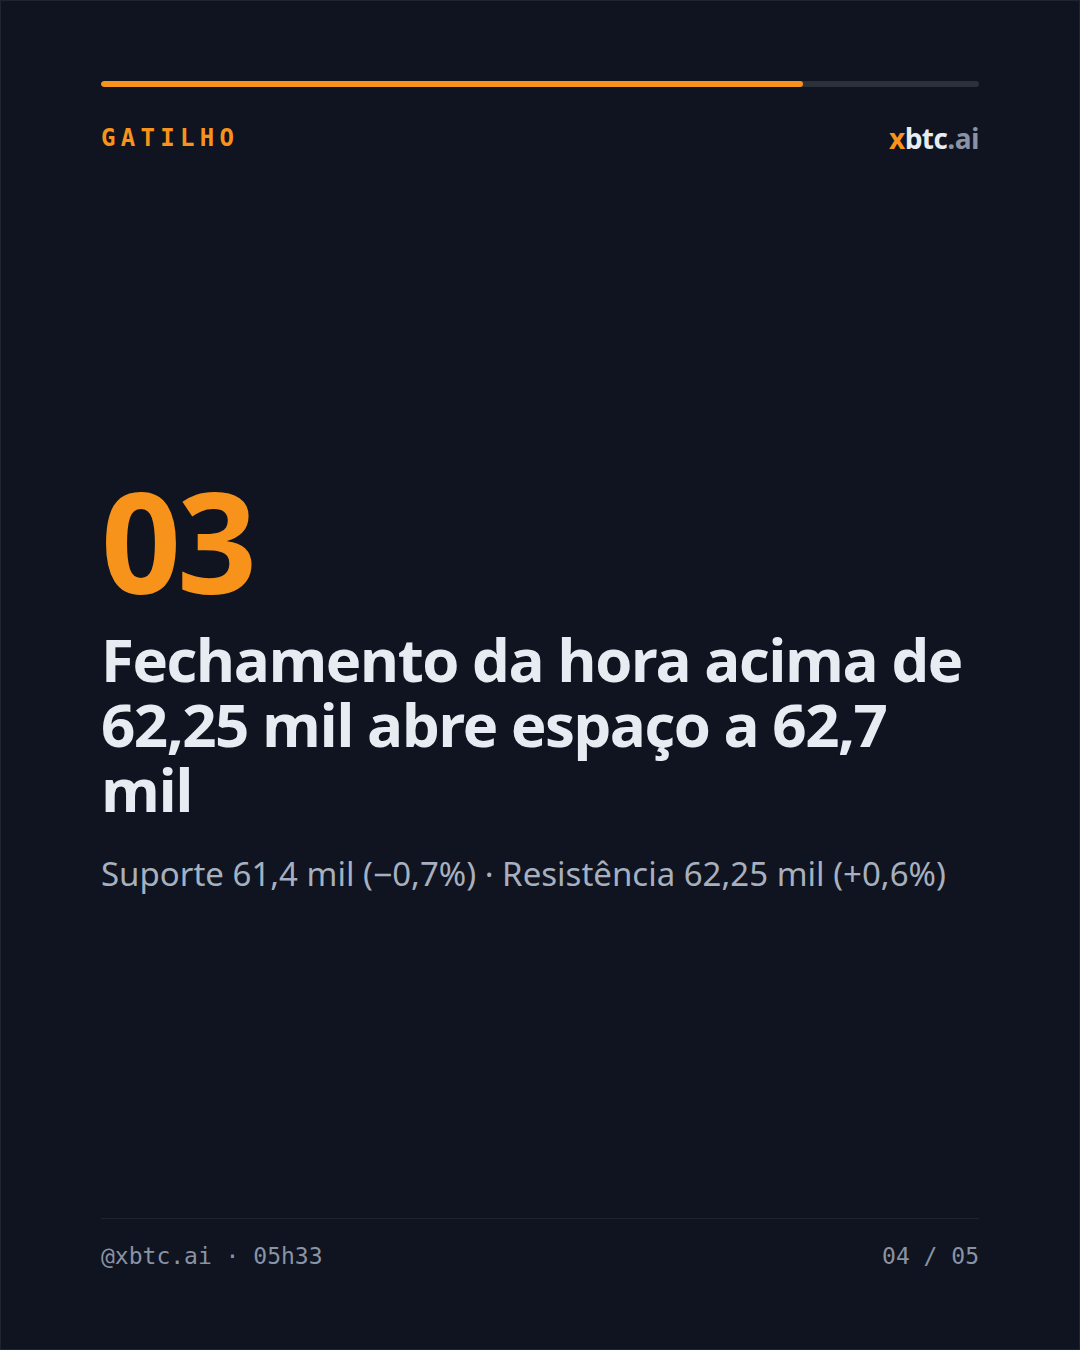 GATILHO
xbtc.ai
03
Fechamento da hora acima de
62,25 mil abre espaço a 62,7
mil
Suporte 61,4 mil (−0,7%) · Resistência 62,25 mil (+0,6%)
@xbtc.ai · 05h33
04 / 05